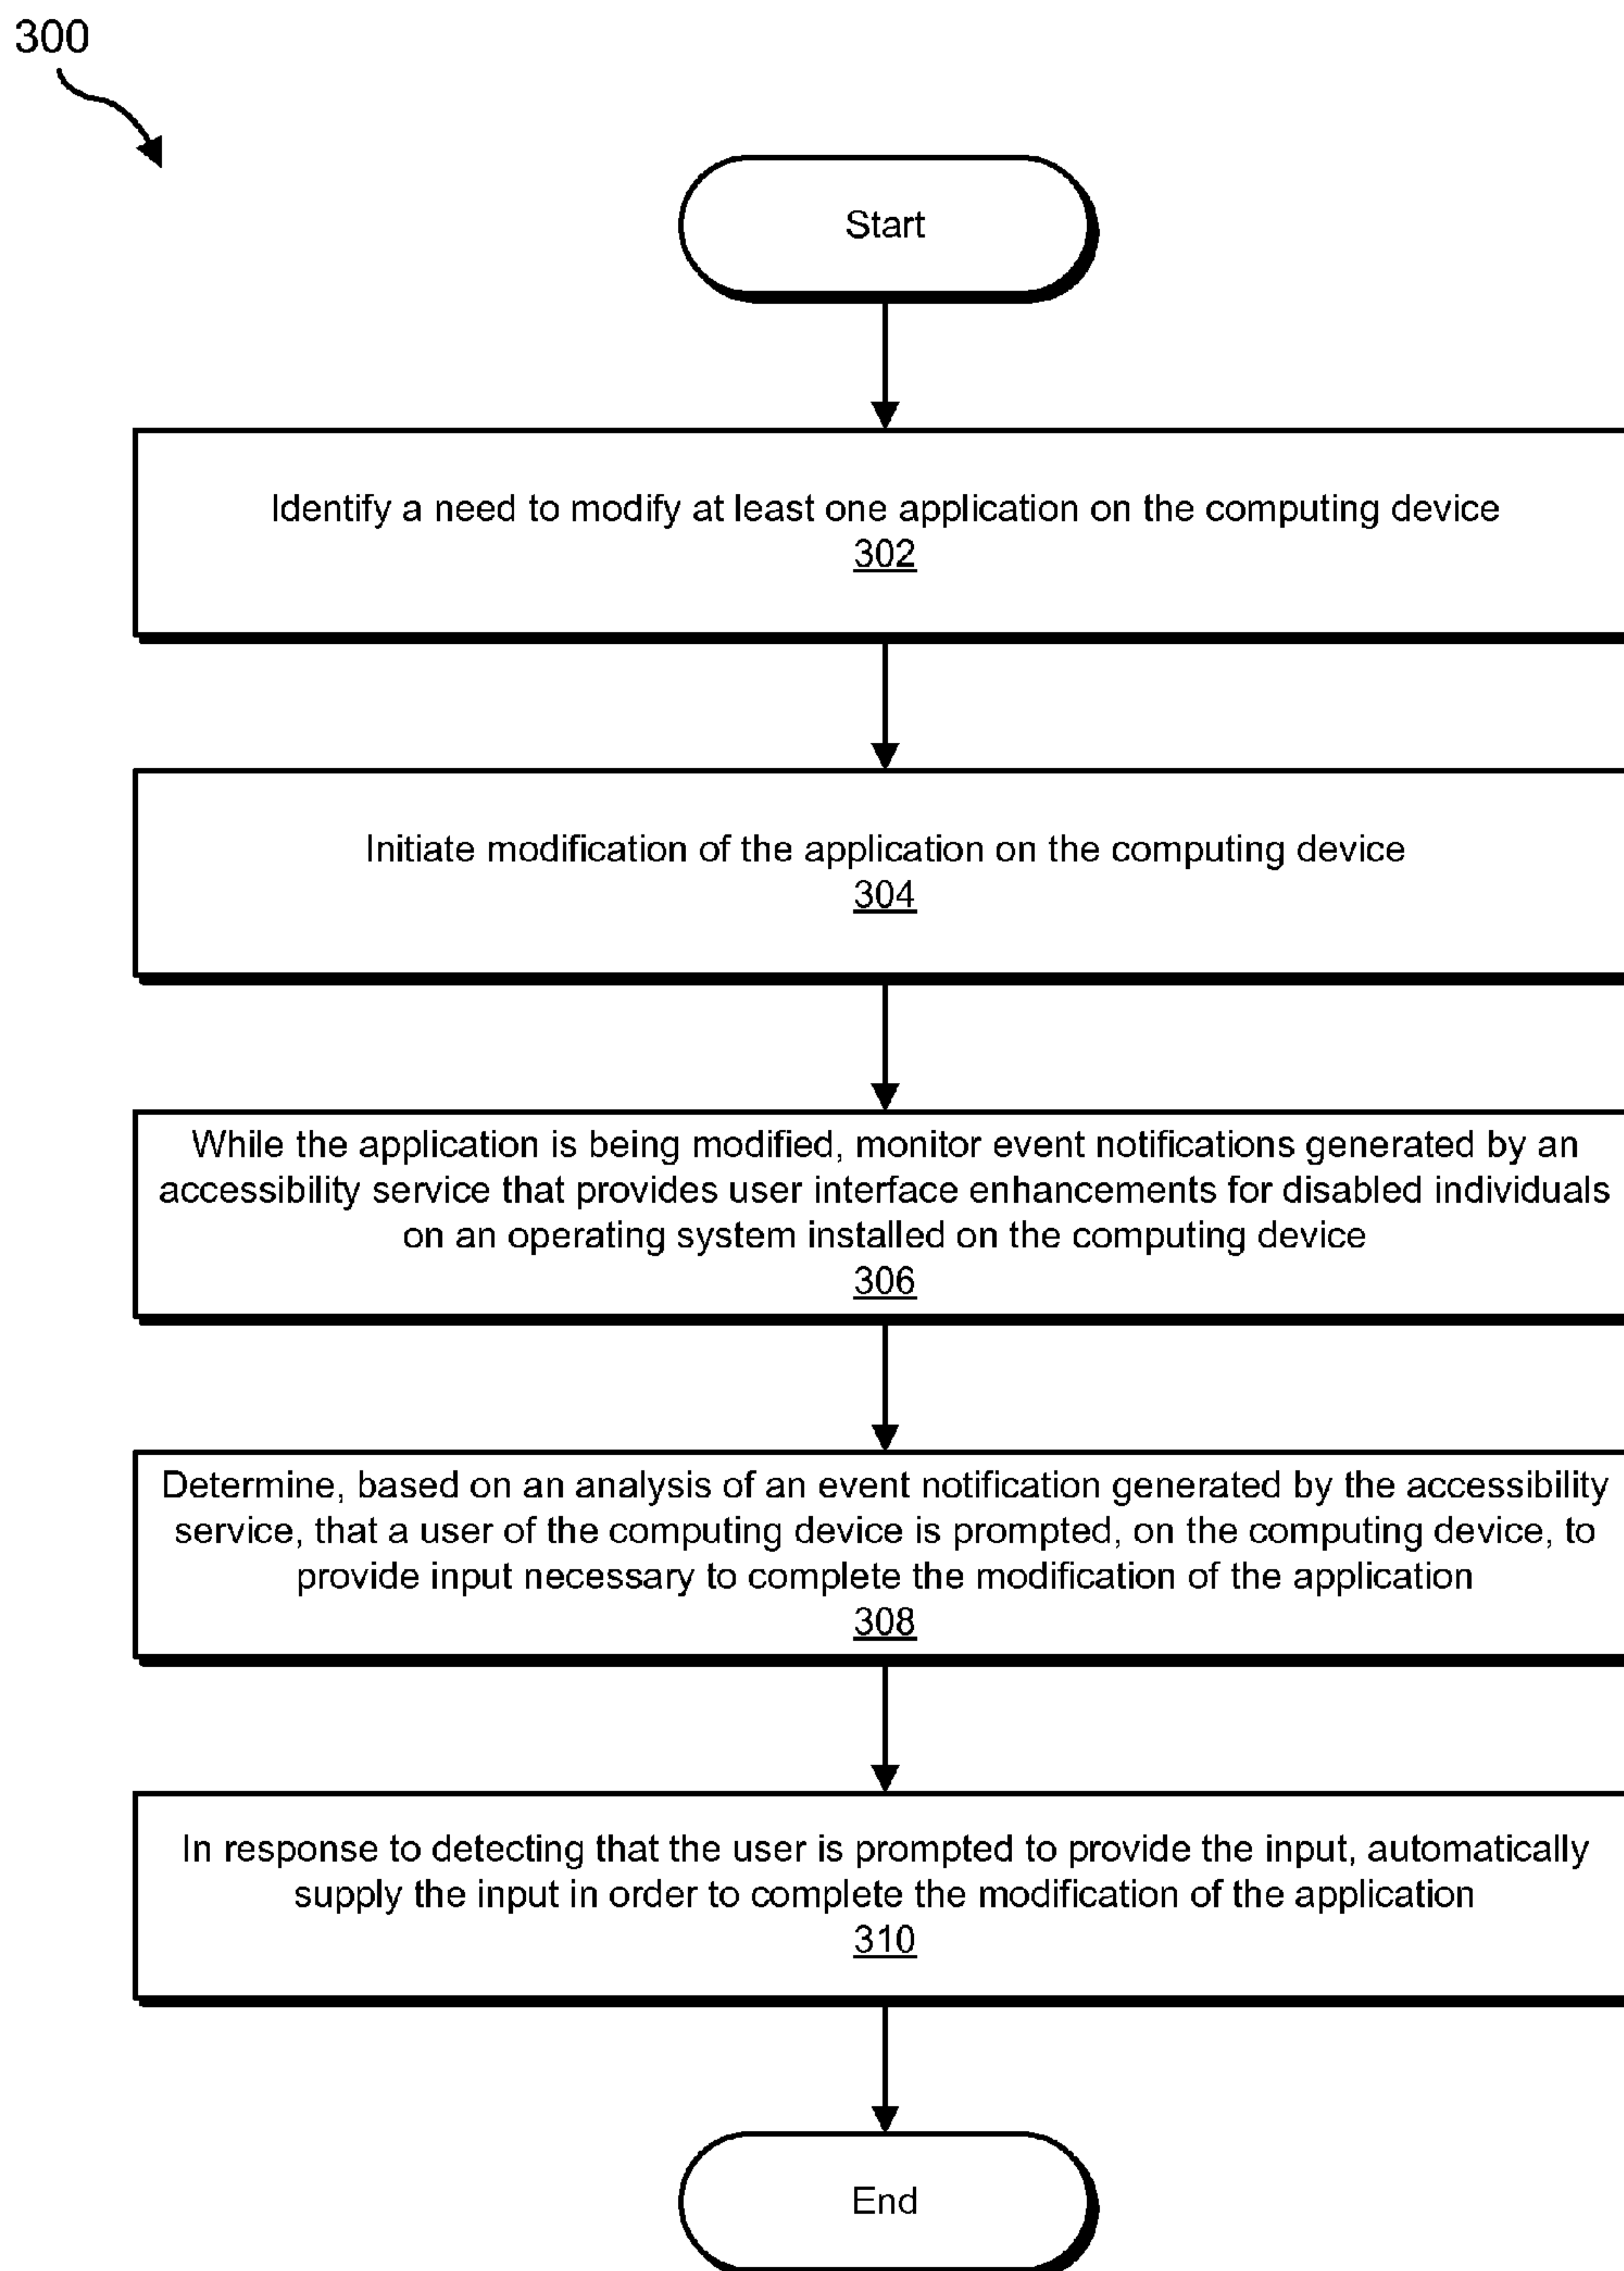 300
Start
Identify a need to modify at least one application on the computing device
302
Initiate modification of the application on the computing device
304
While the application is being modified, monitor event notifications generated by an
accessibility service that provides user interface enhancements for disabled individuals
on an operating system installed on the computing device
306
Determine, based on an analysis of an event notification generated by the accessibility
service, that a user of the computing device is prompted, on the computing device, to
provide input necessary to complete the modification of the application
308
In response to detecting that the user is prompted to provide the input, automatically
supply the input in order to complete the modification of the application
310
End